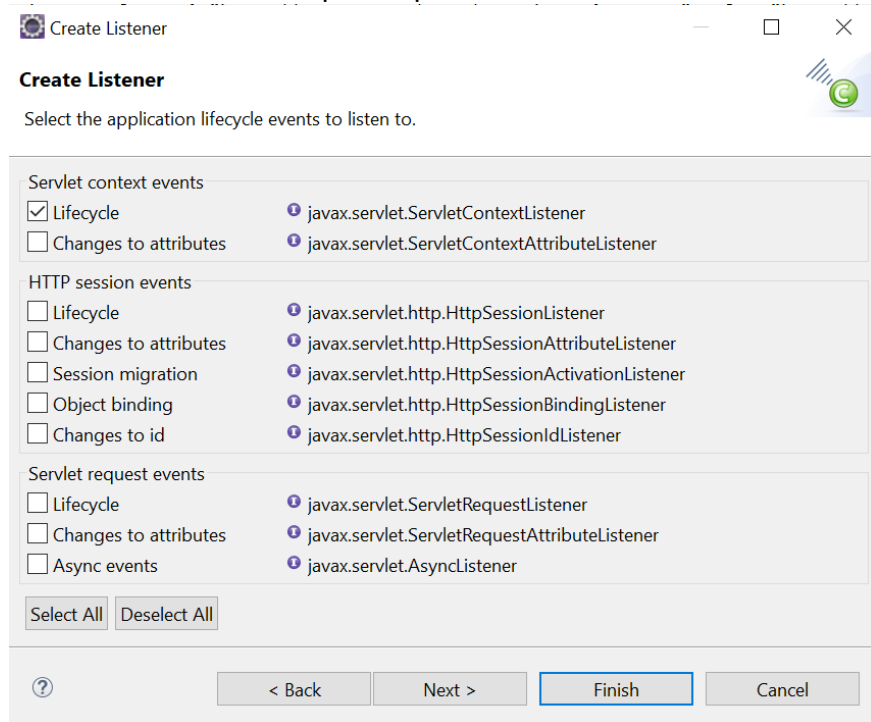 Create Listener
Create Listener
Select the application lifecycle events to listen to.
Servlet context events
Lifecycle javax.servlet.ServletContextListener
Changes to attributes javax.servlet.ServletContextAttributeListener
HTTP session events
Lifecycle javax.servlet.http.HttpSessionListener
Changes to attributes javax.servlet.http.HttpSessionAttributeListener
Session migration javax.servlet.http.HttpSessionActivationListener
Object binding javax.servlet.http.HttpSessionBindingListener
Changes to id javax.servlet.http.HttpSessionIdListener
Servlet request events
Lifecycle javax.servlet.ServletRequestListener
Changes to attributes javax.servlet.ServletRequestAttributeListener
Async events javax.servlet.AsyncListener
Select All Deselect All
? < Back Next > Finish Cancel